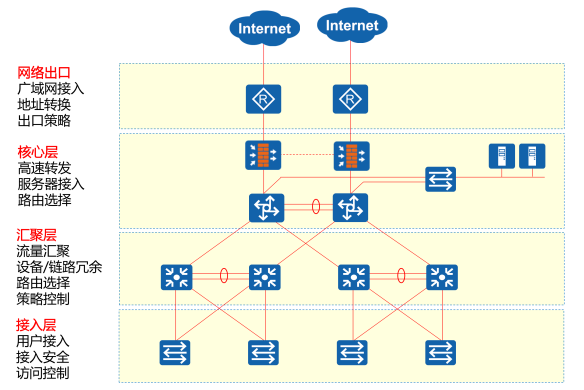 Internet
Internet
网络出口
广域网接入
地址转换
出口策略
R
R
核心层
高速转发
服务器接入
路由选择
汇聚层
流量汇聚
设备/链路冗余
路由选择
策略控制
接入层
用户接入
接入安全
访问控制